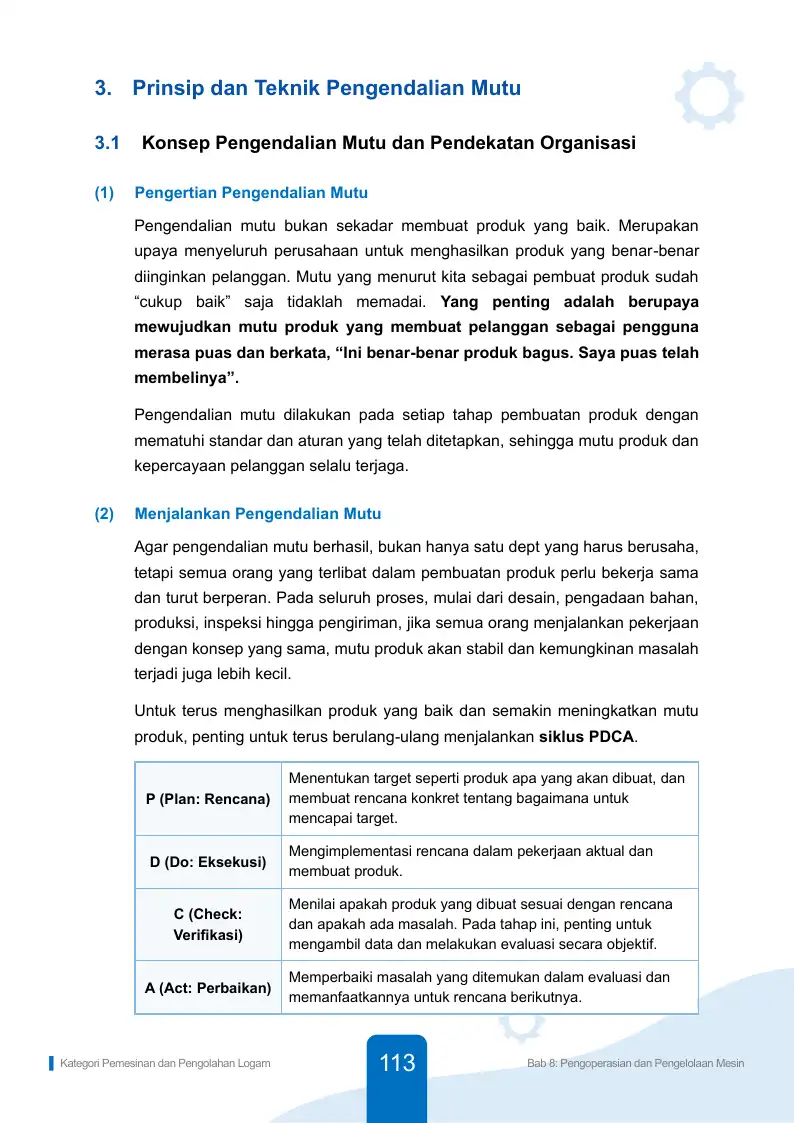 3. Prinsip dan Teknik Pengendalian Mutu
3.1 Konsep Pengendalian Mutu dan Pendekatan Organisasi
(1) Pengertian Pengendalian Mutu
Pengendalian mutu bukan sekadar membuat produk yang baik. Merupakan
upaya menyeluruh perusahaan untuk menghasilkan produk yang benar-benar
diinginkan pelanggan. Mutu yang menurut kita sebagai pembuat produk sudah
“cukup baik” saja tidaklah memadai. Yang penting adalah berupaya
mewujudkan mutu produk yang membuat pelanggan sebagai pengguna
merasa puas dan berkata, “Ini benar-benar produk bagus. Saya puas telah
membelinya”.
Pengendalian mutu dilakukan pada setiap tahap pembuatan produk dengan
mematuhi standar dan aturan yang telah ditetapkan, sehingga mutu produk dan
kepercayaan pelanggan selalu terjaga.
(2) Menjalankan Pengendalian Mutu
Agar pengendalian mutu berhasil, bukan hanya satu dept yang harus berusaha,
tetapi semua orang yang terlibat dalam pembuatan produk perlu bekerja sama
dan turut berperan. Pada seluruh proses, mulai dari desain, pengadaan bahan,
produksi, inspeksi hingga pengiriman, jika semua orang menjalankan pekerjaan
dengan konsep yang sama, mutu produk akan stabil dan kemungkinan masalah
terjadi juga lebih kecil.
Untuk terus menghasilkan produk yang baik dan semakin meningkatkan mutu
produk, penting untuk terus berulang-ulang menjalankan siklus PDCA.
P (Plan: Rencana)
Menentukan target seperti produk apa yang akan dibuat, dan
membuat rencana konkret tentang bagaimana untuk
mencapai target.
D (Do: Eksekusi)
Mengimplementasi rencana dalam pekerjaan aktual dan
membuat produk.
C (Check:
Verifikasi)
Menilai apakah produk yang dibuat sesuai dengan rencana
dan apakah ada masalah. Pada tahap ini, penting untuk
mengambil data dan melakukan evaluasi secara objektif.
A (Act: Perbaikan)
Memperbaiki masalah yang ditemukan dalam evaluasi dan
memanfaatkannya untuk rencana berikutnya.
Kategori Pemesinan dan Pengolahan Logam
113
Bab 8: Pengoperasian dan Pengelolaan Mesin